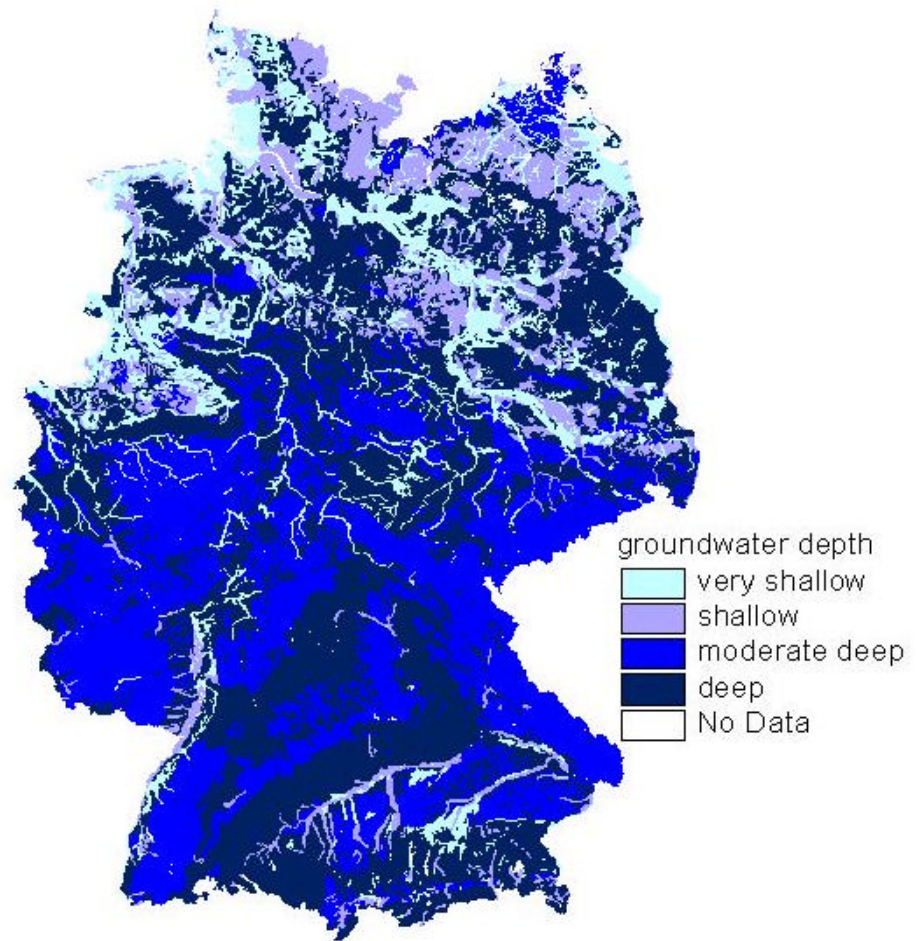 groundwater depth
very shallow
shallow
moderate deep
deep
No Data